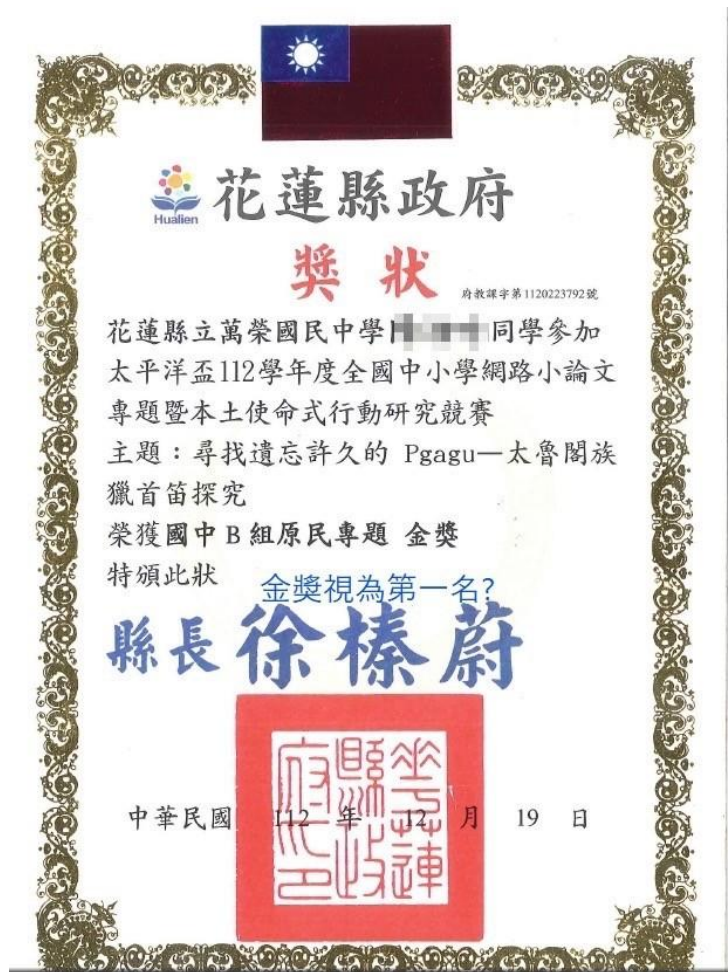 Hualien
花蓮縣政府
獎狀
府教課字第1120223792號
花蓮縣立萬榮國民中學 同學參加
太平洋盃112學年度全國中小學網路小論文
專題暨本土使命式行動研究競賽
主題：尋找遺忘許久的 Pgagu—太魯閣族
獵首笛探究
榮獲國中B組原民專題 金獎
特頒此狀
金獎視為第一名?
縣長徐榛蔚
中華民國 112 年 12 月 19 日
花蓮
縣政
府印